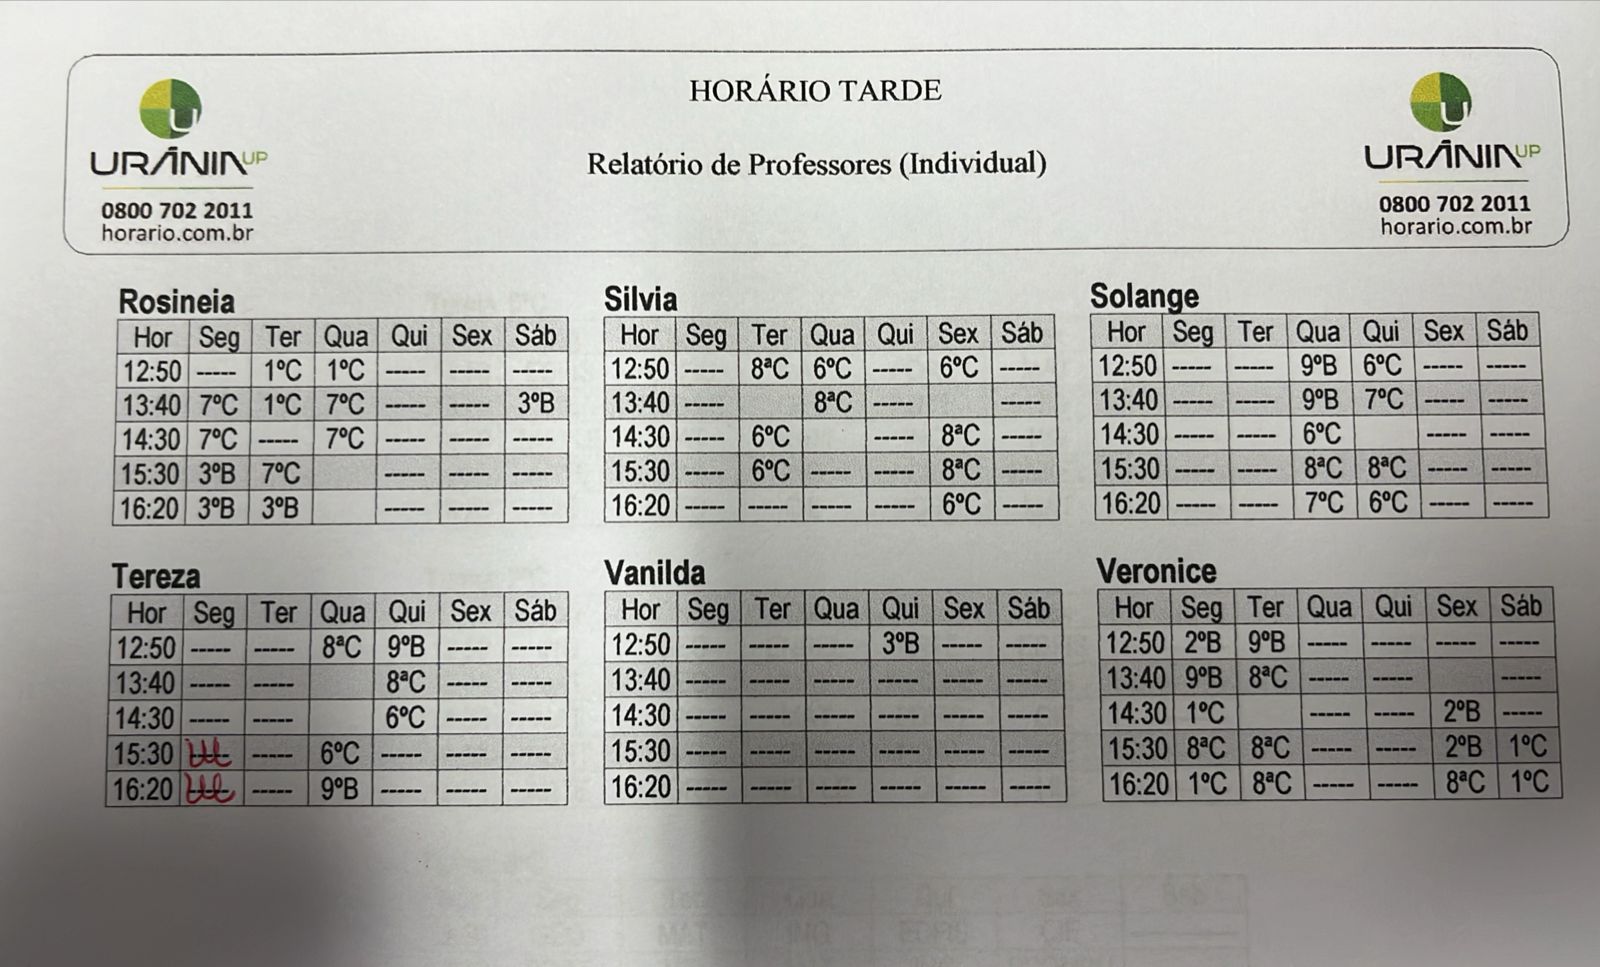 HORÁRIO TARDE
Relatório de Professores (Individual)
URÂNIA UP
0800 702 2011
horario.com.br
URÂNIA UP
0800 702 2011
horario.com.br
Rosineia
Hor Seg Ter Qua Qui Sex Sáb
12:50 ----- 1ºC 1ºC ----- ----- -----
13:40 7ºC 1ºC 7ºC ----- ----- 3ºB
14:30 7ºC ----- 7ºC ----- ----- -----
15:30 3ºB 7ºC ----- ----- -----
16:20 3ºB 3ºB ----- ----- -----
Silvia
Hor Seg Ter Qua Qui Sex Sáb
12:50 ----- 8ªC 6ºC ----- 6ºC -----
13:40 ----- 8ªC ----- -----
14:30 ----- 6ºC ----- 8ªC -----
15:30 ----- 6ºC ----- ----- 8ªC -----
16:20 ----- ----- ----- ----- 6ºC -----
Solange
Hor Seg Ter Qua Qui Sex Sáb
12:50 ----- ----- 9ºB 6ºC ----- -----
13:40 ----- ----- 9ºB 7ºC ----- -----
14:30 ----- ----- 6ºC ----- -----
15:30 ----- ----- 8ªC 8ªC ----- -----
16:20 ----- ----- 7ºC 6ºC ----- -----
Tereza
Hor Seg Ter Qua Qui Sex Sáb
12:50 ----- ----- 8ªC 9ºB ----- -----
13:40 ----- ----- 8ªC ----- -----
14:30 ----- ----- 6ºC ----- -----
15:30 ----- 6ºC ----- ----- -----
16:20 ----- 9ºB ----- ----- -----
Vanilda
Hor Seg Ter Qua Qui Sex Sáb
12:50 ----- ----- ----- 3ºB ----- -----
13:40 ----- ----- ----- ----- ----- -----
14:30 ----- ----- ----- ----- ----- -----
15:30 ----- ----- ----- ----- ----- -----
16:20 ----- ----- ----- ----- ----- -----
Veronice
Hor Seg Ter Qua Qui Sex Sáb
12:50 2ºB 9ºB ----- ----- ----- -----
13:40 9ºB 8ªC ----- ----- -----
14:30 1ºC ----- ----- 2ºB -----
15:30 8ªC 8ªC ----- ----- 2ºB 1ºC
16:20 1ºC 8ªC ----- ----- 8ªC 1ºC